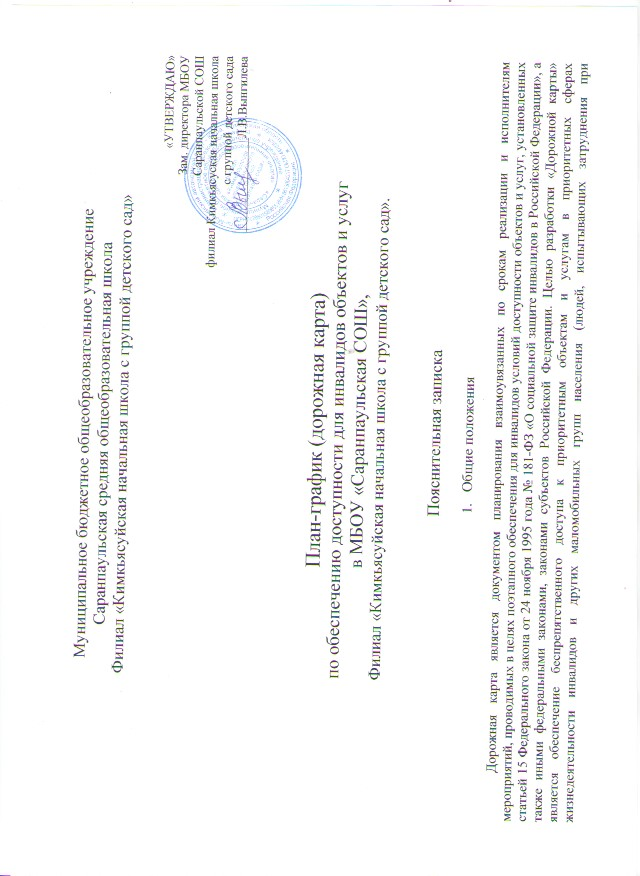 Муниципальное бюджетное общеобразовательное учреждение
Саранпаульская средняя общеобразовательная школа
Филиал «Кимкьясуйская начальная школа с группой детского сад»
«УТВЕРЖДАЮ»
Зам. директора МБОУ
Саранпаульской СОШ
филиал Кимкьясуская начальная школа
с группой детского сада
Л.В.Вынгилева
План-график (дорожная карта)
по обеспечению доступности для инвалидов объектов и услуг
в МБОУ «Саранпаульская СОШ»,
Филиал «Кимкьясуйская начальная школа с группой детского сад».
Пояснительная записка
1. Общие положения
Дорожная карта является документом планирования взаимоувязанных по срокам реализации и исполнителям
мероприятий, проводимых в целях поэтапного обеспечения для инвалидов условий доступности объектов и услуг, установленных
статьей 15 Федерального закона от 24 ноября 1995 года № 181-ФЗ «О социальной защите инвалидов в Российской Федерации», а
также иными федеральными законами, законами субъектов Российской Федерации. Целью разработки «Дорожной карты»
является обеспечение беспрепятственного доступа к приоритетным объектам и услугам в приоритетных сферах
жизнедеятельности инвалидов и других маломобильных групп населения (людей, испытывающих затруднения при